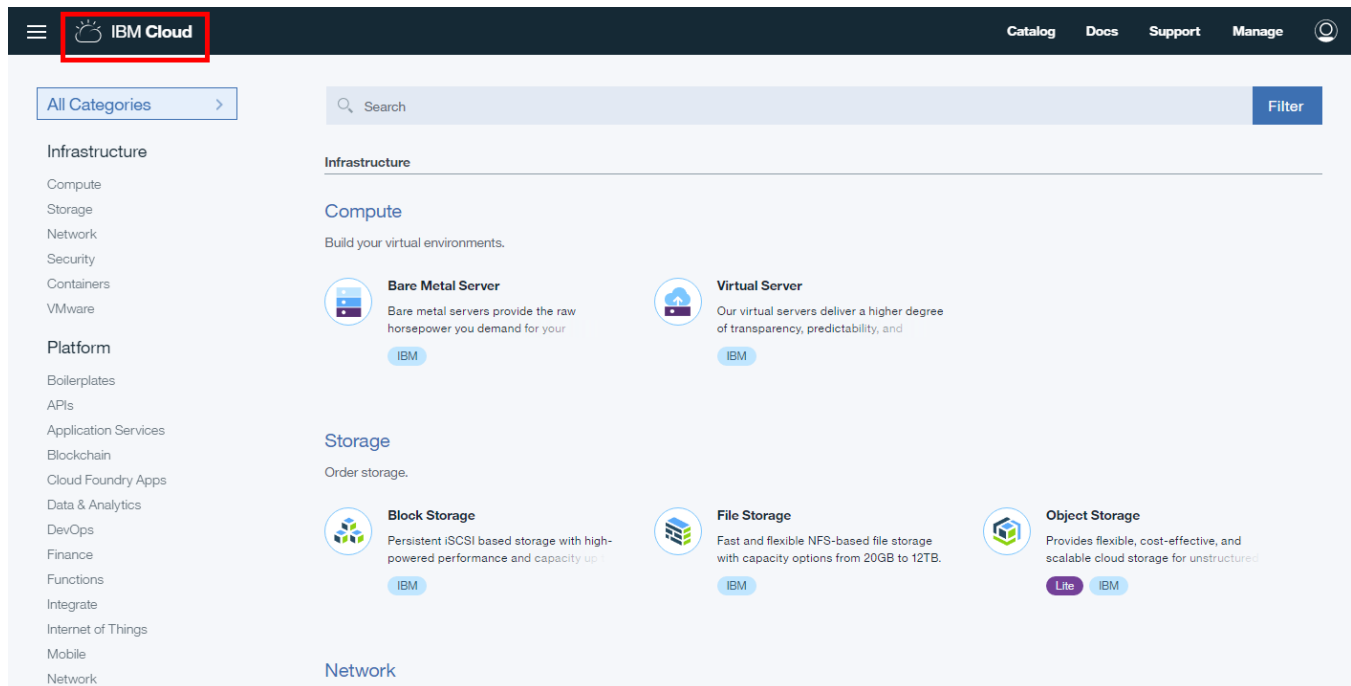 IBM Cloud
Catalog Docs Support Manage
All Categories
Search
Filter
Infrastructure
Compute
Storage
Network
Security
Containers
VMware
Platform
Boilerplates
APIs
Application Services
Blockchain
Cloud Foundry Apps
Data & Analytics
DevOps
Finance
Functions
Integrate
Internet of Things
Mobile
Network
Infrastructure
Compute
Build your virtual environments.
Bare Metal Server
Bare metal servers provide the raw
horsepower you demand for your
IBM
Virtual Server
Our virtual servers deliver a higher degree
of transparency, predictability, and
IBM
Storage
Order storage.
Block Storage
Persistent iSCSI based storage with high-
powered performance and capacity up
IBM
File Storage
Fast and flexible NFS-based file storage
with capacity options from 20GB to 12TB.
IBM
Object Storage
Provides flexible, cost-effective, and
scalable cloud storage for unstructured
Lite IBM
Network